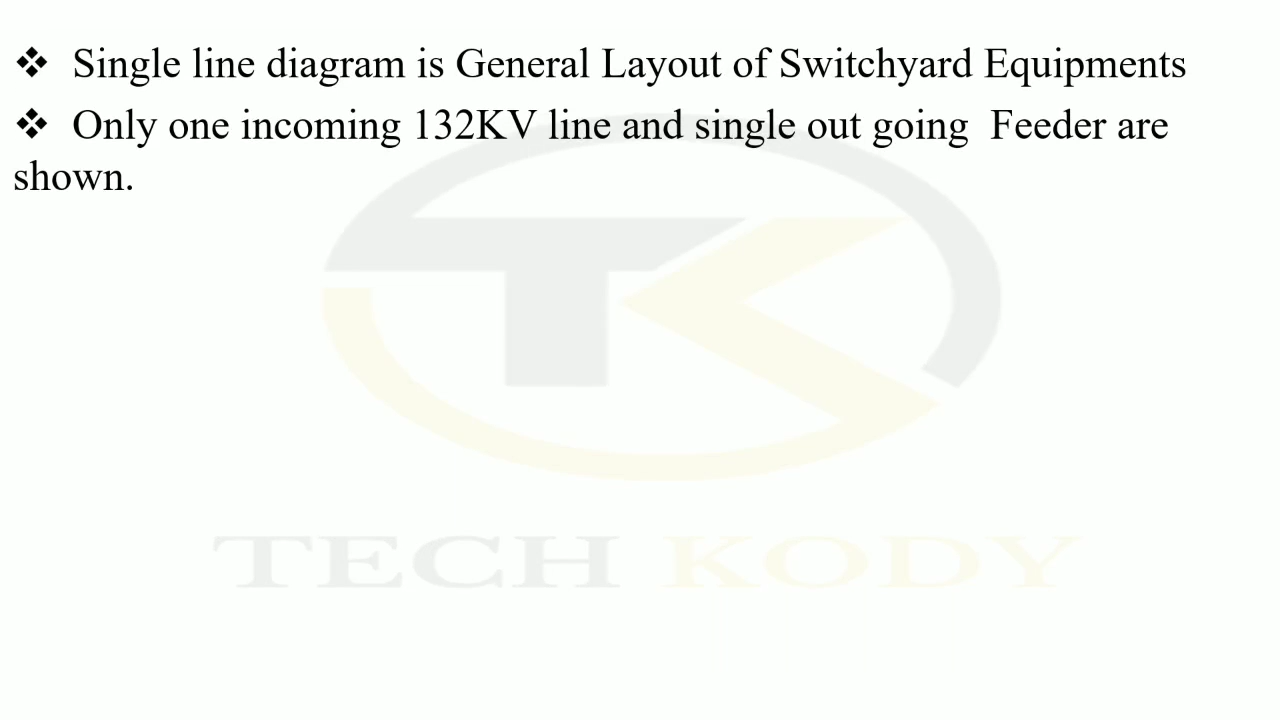 ❖ Single line diagram is General Layout of Switchyard Equipments
❖ Only one incoming 132KV line and single out going  Feeder are
shown.
TK
TECH KODY